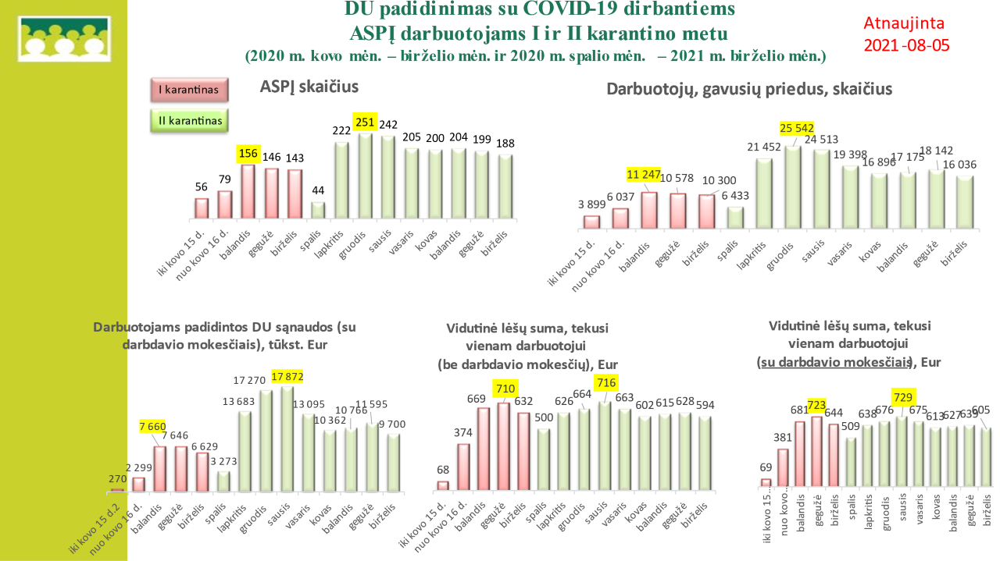 DU padidinimas su COVID-19 dirbantiems
ASPĮ darbuotojams I ir II karantino metu
(2020 m. kovo mėn. – birželio mėn. ir 2020 m. spalio mėn. – 2021 m. birželio mėn.)
Atnaujinta
2021-08-05
I karantinas
II karantinas
ASPĮ skaičius
56 79 156 146 143 44 222 251 242 205 200 204 199 188
iki kovo 15 d. nuo kovo 16 d. balandis gegužė birželis spalis lapkritis gruodis sausis vasaris kovas balandis gegužė birželis
Darbuotojų, gavusių priedus, skaičius
3 899 6 037 11 247 10 578 10 300 6 433 21 452 25 542 24 513 19 398 16 896 17 175 18 142 16 036
iki kovo 15 d. nuo kovo 16 d. balandis gegužė birželis spalis lapkritis gruodis sausis vasaris kovas balandis gegužė birželis
Darbuotojams padidintos DU sąnaudos (su
darbdavio mokesčiais), tūkst. Eur
270 2 299 7 660 7 646 6 629 3 273 13 683 17 270 17 872 13 095 10 362 10 766 11 595 9 700
iki kovo 15 d.2 nuo kovo 16 d. balandis gegužė birželis spalis lapkritis gruodis sausis vasaris kovas balandis gegužė birželis
Vidutinė lėšų suma, tekusi
vienam darbuotojui
(be darbdavio mokesčių), Eur
68 374 669 710 632 500 626 664 716 663 602 615 628 594
iki kovo 15 d. nuo kovo 16 d. balandis gegužė birželis spalis lapkritis gruodis sausis vasaris kovas balandis gegužė birželis
Vidutinė lėšų suma, tekusi
vienam darbuotojui
(su darbdavio mokesčiais), Eur
69 381 681 723 644 509 638 676 729 675 613 627 639 605
iki kovo 15… nuo kovo… balandis gegužė birželis spalis lapkritis gruodis sausis vasaris kovas balandis gegužė birželis